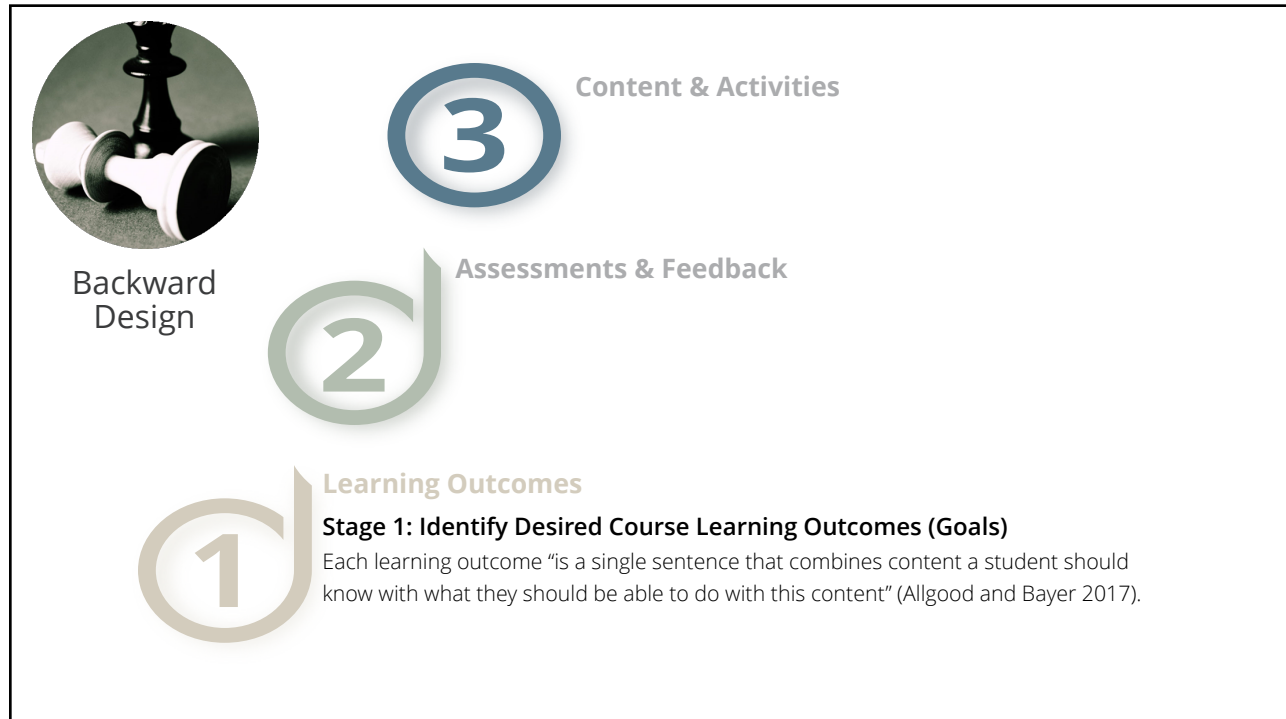 Backward
Design
3
Content & Activities
2
Assessments & Feedback
1
Learning Outcomes
Stage 1: Identify Desired Course Learning Outcomes (Goals)
Each learning outcome “is a single sentence that combines content a student should
know with what they should be able to do with this content” (Allgood and Bayer 2017).